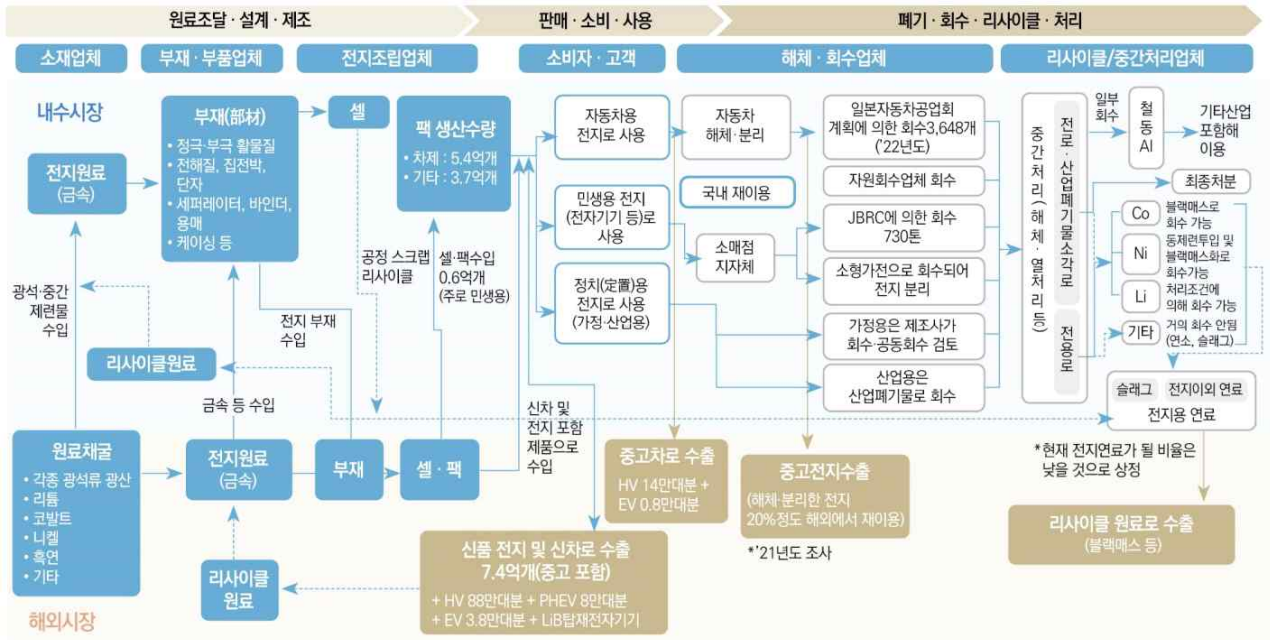 원료조달 · 설계 · 제조
판매 · 소비 · 사용
폐기 · 회수 · 리사이클 · 처리
소재업체
부재 · 부품업체
전지조립업체
소비자 · 고객
해체 · 회수업체
리사이클/중간처리업체
내수시장
전지원료
(금속)
부재(部材)
• 정극·부극 활물질
• 전해질, 집전박,
단자
• 세퍼레이터, 바인더,
용매
• 케이싱 등
셀
팩 생산수량
• 차제 : 5.4억개
• 기타 : 3.7억개
자동차용
전지로 사용
민생용 전지
(전자기기 등)로
사용
정치(定置)용
전지로 사용
(가정·산업용)
자동차
해체·분리
국내 재이용
소매점
지자체
일본자동차공업회
계획에 의한 회수3,648개
('22년도)
자원회수업체 회수
JBRC에 의한 회수
730톤
소형가전으로 회수되어
전지 분리
가정용은 제조사가
회수·공동회수 검토
산업용은
산업폐기물로 회수
중간처리(해체·열처리 등)
전로·산업폐기물소각로
전용로
일부
회수
철
동
Al
기타산업
포함해
이용
최종처분
Co
블랙매스로
회수 가능
Ni
동제련투입 및
블랙매스화로
회수가능
Li
처리조건에
의해 회수 가능
기타
거의 회수 안됨
(연소, 슬래그)
슬래그
전지이외 연료
전지용 연료
*현재 전지연료가 될 비율은
낮을 것으로 상정
광석·중간
제련물
수입
리사이클원료
전지 부재
수입
공정 스크랩
리사이클
셀·팩수입
0.6억개
(주로 민생용)
금속 등 수입
신차 및
전지 포함
제품으로
수입
원료채굴
• 각종 광석류 광산
• 리튬
• 코발트
• 니켈
• 흑연
• 기타
전지원료
(금속)
부재
셀 · 팩
리사이클
원료
중고차로 수출
HV 14만대분 +
EV 0.8만대분
중고전지수출
(해체·분리한 전지
20%정도 해외에서 재이용)
*'21년도 조사
신품 전지 및 신차로 수출
7.4억개(중고 포함)
+ HV 88만대분 + PHEV 8만대분
+ EV 3.8만대분 + LiB탑재전자기기
리사이클 원료로 수출
(블랙매스 등)
해외시장